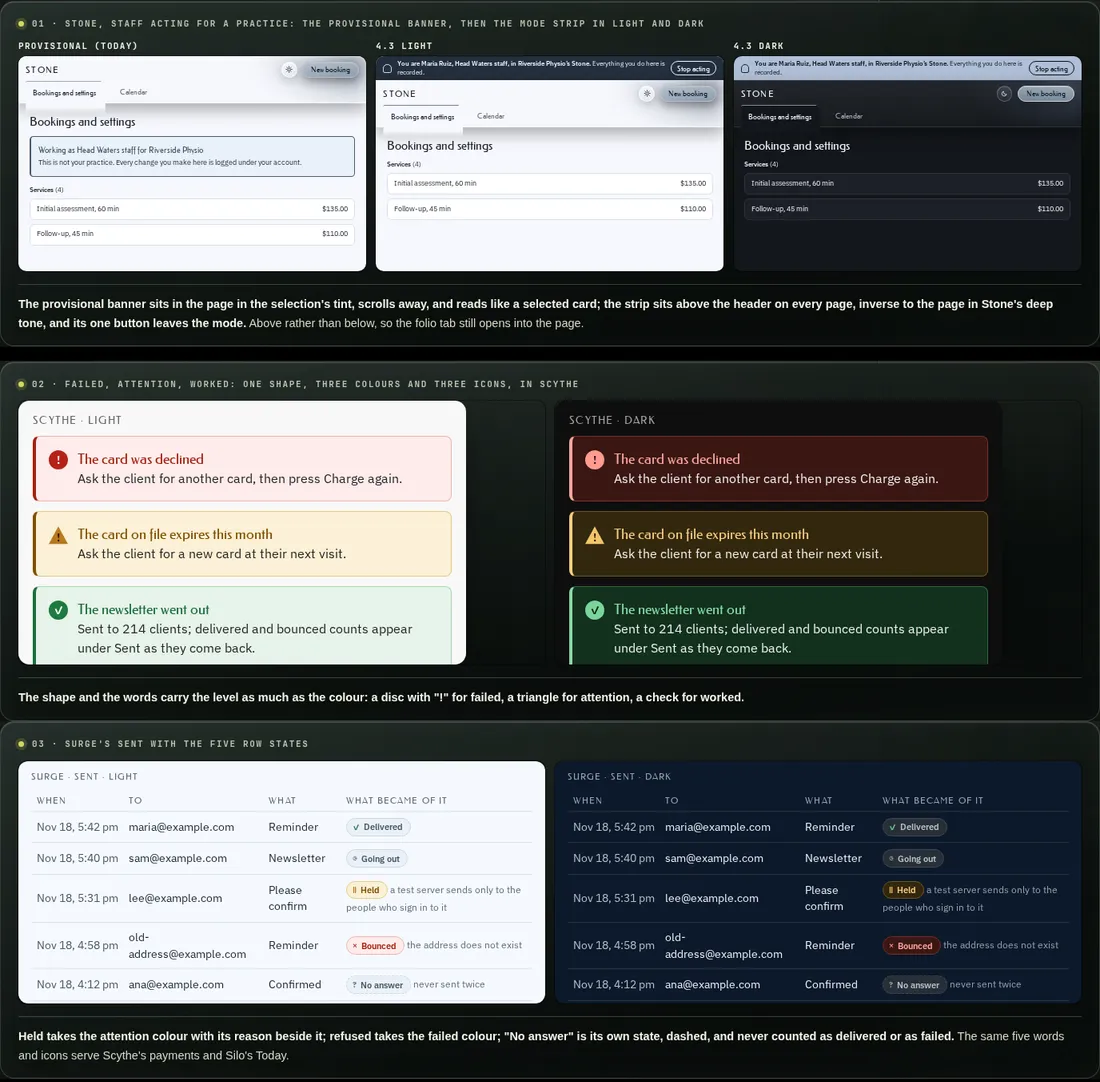 01 · STONE, STAFF ACTING FOR A PRACTICE: THE PROVISIONAL BANNER, THEN THE MODE STRIP IN LIGHT AND DARK
PROVISIONAL (TODAY)
STONE
New booking
Bookings and settings
Calendar
Bookings and settings
Working as Head Waters staff for Riverside Physio
This is not your practice. Every change you make here is logged under your account.
Services (4)
Initial assessment, 60 min
$135.00
Follow-up, 45 min
$110.00
4.3 LIGHT
You are Maria Ruiz, Head Waters staff, in Riverside Physio's Stone. Everything you do here is
recorded.
Stop acting
STONE
New booking
Bookings and settings
Calendar
Bookings and settings
Services (4)
Initial assessment, 60 min
$135.00
Follow-up, 45 min
$110.00
4.3 DARK
You are Maria Ruiz, Head Waters staff, in Riverside Physio's Stone. Everything you do here is
recorded.
Stop acting
STONE
New booking
Bookings and settings
Calendar
Bookings and settings
Services (4)
Initial assessment, 60 min
$135.00
Follow-up, 45 min
$110.00
The provisional banner sits in the page in the selection's tint, scrolls away, and reads like a selected card; the strip sits above the header on every page, inverse to the page in Stone's deep
tone, and its one button leaves the mode. Above rather than below, so the folio tab still opens into the page.
02 · FAILED, ATTENTION, WORKED: ONE SHAPE, THREE COLOURS AND THREE ICONS, IN SCYTHE
SCYTHE · LIGHT
The card was declined
Ask the client for another card, then press Charge again.
The card on file expires this month
Ask the client for a new card at their next visit.
The newsletter went out
Sent to 214 clients; delivered and bounced counts appear
under Sent as they come back.
SCYTHE · DARK
The card was declined
Ask the client for another card, then press Charge again.
The card on file expires this month
Ask the client for a new card at their next visit.
The newsletter went out
Sent to 214 clients; delivered and bounced counts appear
under Sent as they come back.
The shape and the words carry the level as much as the colour: a disc with "!" for failed, a triangle for attention, a check for worked.
03 · SURGE'S SENT WITH THE FIVE ROW STATES
SURGE · SENT · LIGHT
WHEN TO WHAT WHAT BECAME OF IT
Nov 18, 5:42 pm maria@example.com Reminder ✓ Delivered
Nov 18, 5:40 pm sam@example.com Newsletter Going out
Nov 18, 5:31 pm lee@example.com Please
confirm
Held a test server sends only to the
people who sign in to it
Nov 18, 4:58 pm old-
address@example.com Reminder × Bounced the address does not exist
Nov 18, 4:12 pm ana@example.com Confirmed ? No answer never sent twice
SURGE · SENT · DARK
WHEN TO WHAT WHAT BECAME OF IT
Nov 18, 5:42 pm maria@example.com Reminder ✓ Delivered
Nov 18, 5:40 pm sam@example.com Newsletter Going out
Nov 18, 5:31 pm lee@example.com Please
confirm
Held a test server sends only to the
people who sign in to it
Nov 18, 4:58 pm old-
address@example.com Reminder × Bounced the address does not exist
Nov 18, 4:12 pm ana@example.com Confirmed ? No answer never sent twice
Held takes the attention colour with its reason beside it; refused takes the failed colour; "No answer" is its own state, dashed, and never counted as delivered or as failed. The same five words
and icons serve Scythe's payments and Silo's Today.